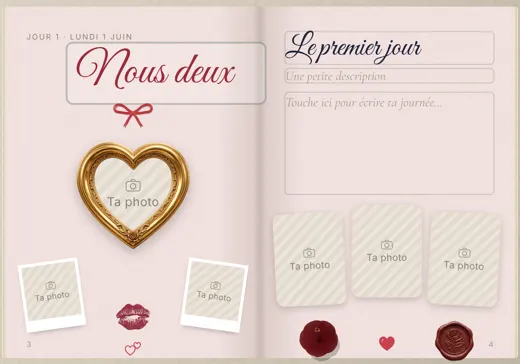 JOUR 1 · LUNDI 1 JUIN
Nous deux
Ta photo
Ta photo
Ta photo
3
Le premier jour
Une petite description
Touche ici pour écrire ta journée...
Ta photo
Ta photo
Ta photo
4